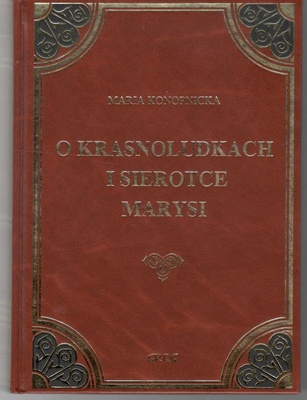 MARIA KONOPNICKA
O KRASNOLUDKACH
I SIEROTCE
MARYSI